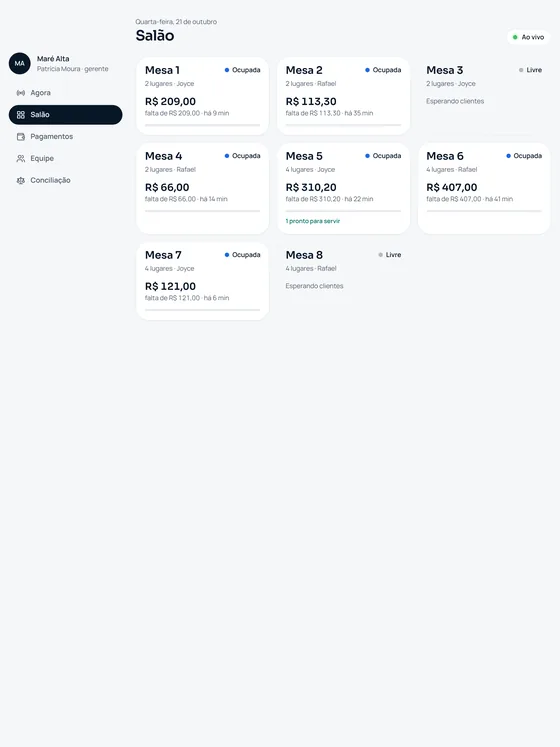 Quarta-feira, 21 de outubro
Salão
Ao vivo
MA
Maré Alta
Patrícia Moura · gerente
Agora
Salão
Pagamentos
Equipe
Conciliação
Mesa 1
Ocupada
2 lugares · Joyce
R$ 209,00
falta de R$ 209,00 · há 9 min
Mesa 2
Ocupada
2 lugares · Rafael
R$ 113,30
falta de R$ 113,30 · há 35 min
Mesa 3
Livre
2 lugares · Joyce
Esperando clientes
Mesa 4
Ocupada
2 lugares · Rafael
R$ 66,00
falta de R$ 66,00 · há 14 min
Mesa 5
Ocupada
4 lugares · Joyce
R$ 310,20
falta de R$ 310,20 · há 22 min
1 pronto para servir
Mesa 6
Ocupada
4 lugares · Rafael
R$ 407,00
falta de R$ 407,00 · há 41 min
Mesa 7
Ocupada
4 lugares · Joyce
R$ 121,00
falta de R$ 121,00 · há 6 min
Mesa 8
Livre
4 lugares · Rafael
Esperando clientes